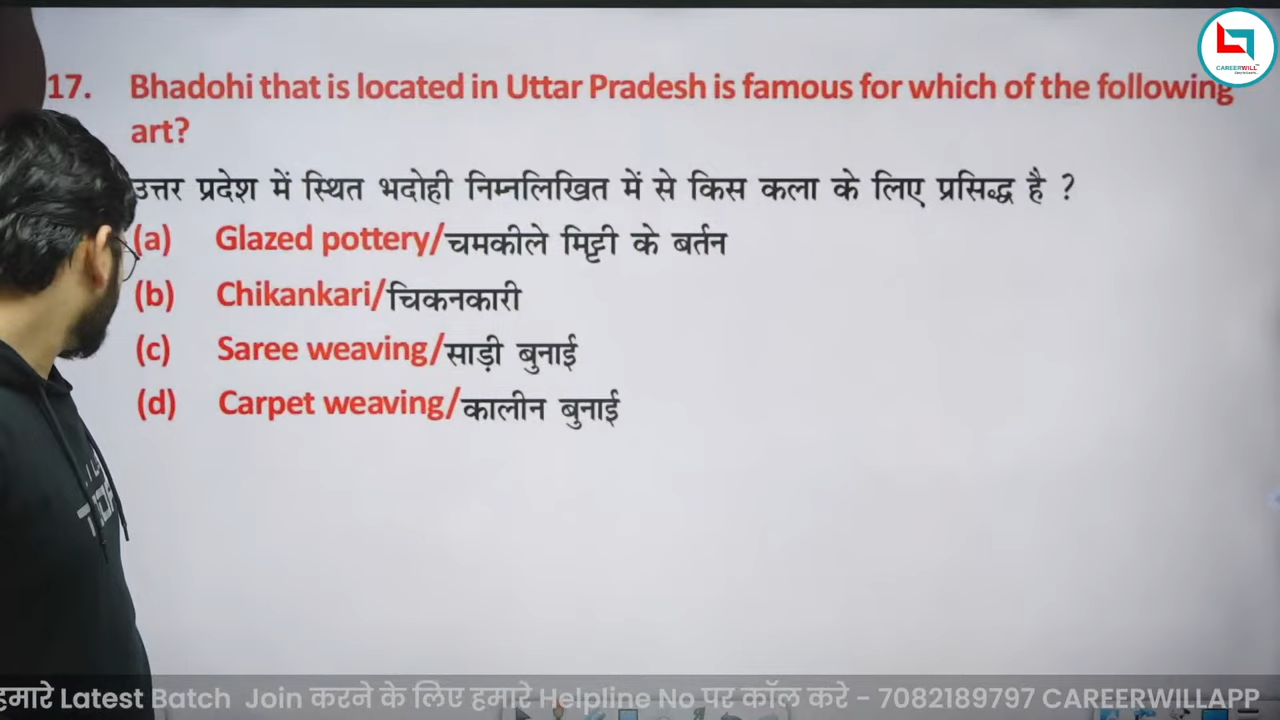 CAREERWILL
17. Bhadohi that is located in Uttar Pradesh is famous for which of the following
art?
उत्तर प्रदेश में स्थित भदोही निम्नलिखित में से किस कला के लिए प्रसिद्ध है ?
(a) Glazed pottery/चमकीले मिट्टी के बर्तन
(b) Chikankari/चिकनकारी
(c) Saree weaving/साड़ी बुनाई
(d) Carpet weaving/कालीन बुनाई
हमारे Latest Batch Join करने के लिए हमारे Helpline No पर कॉल करे - 7082189797 CAREERWILLAPP